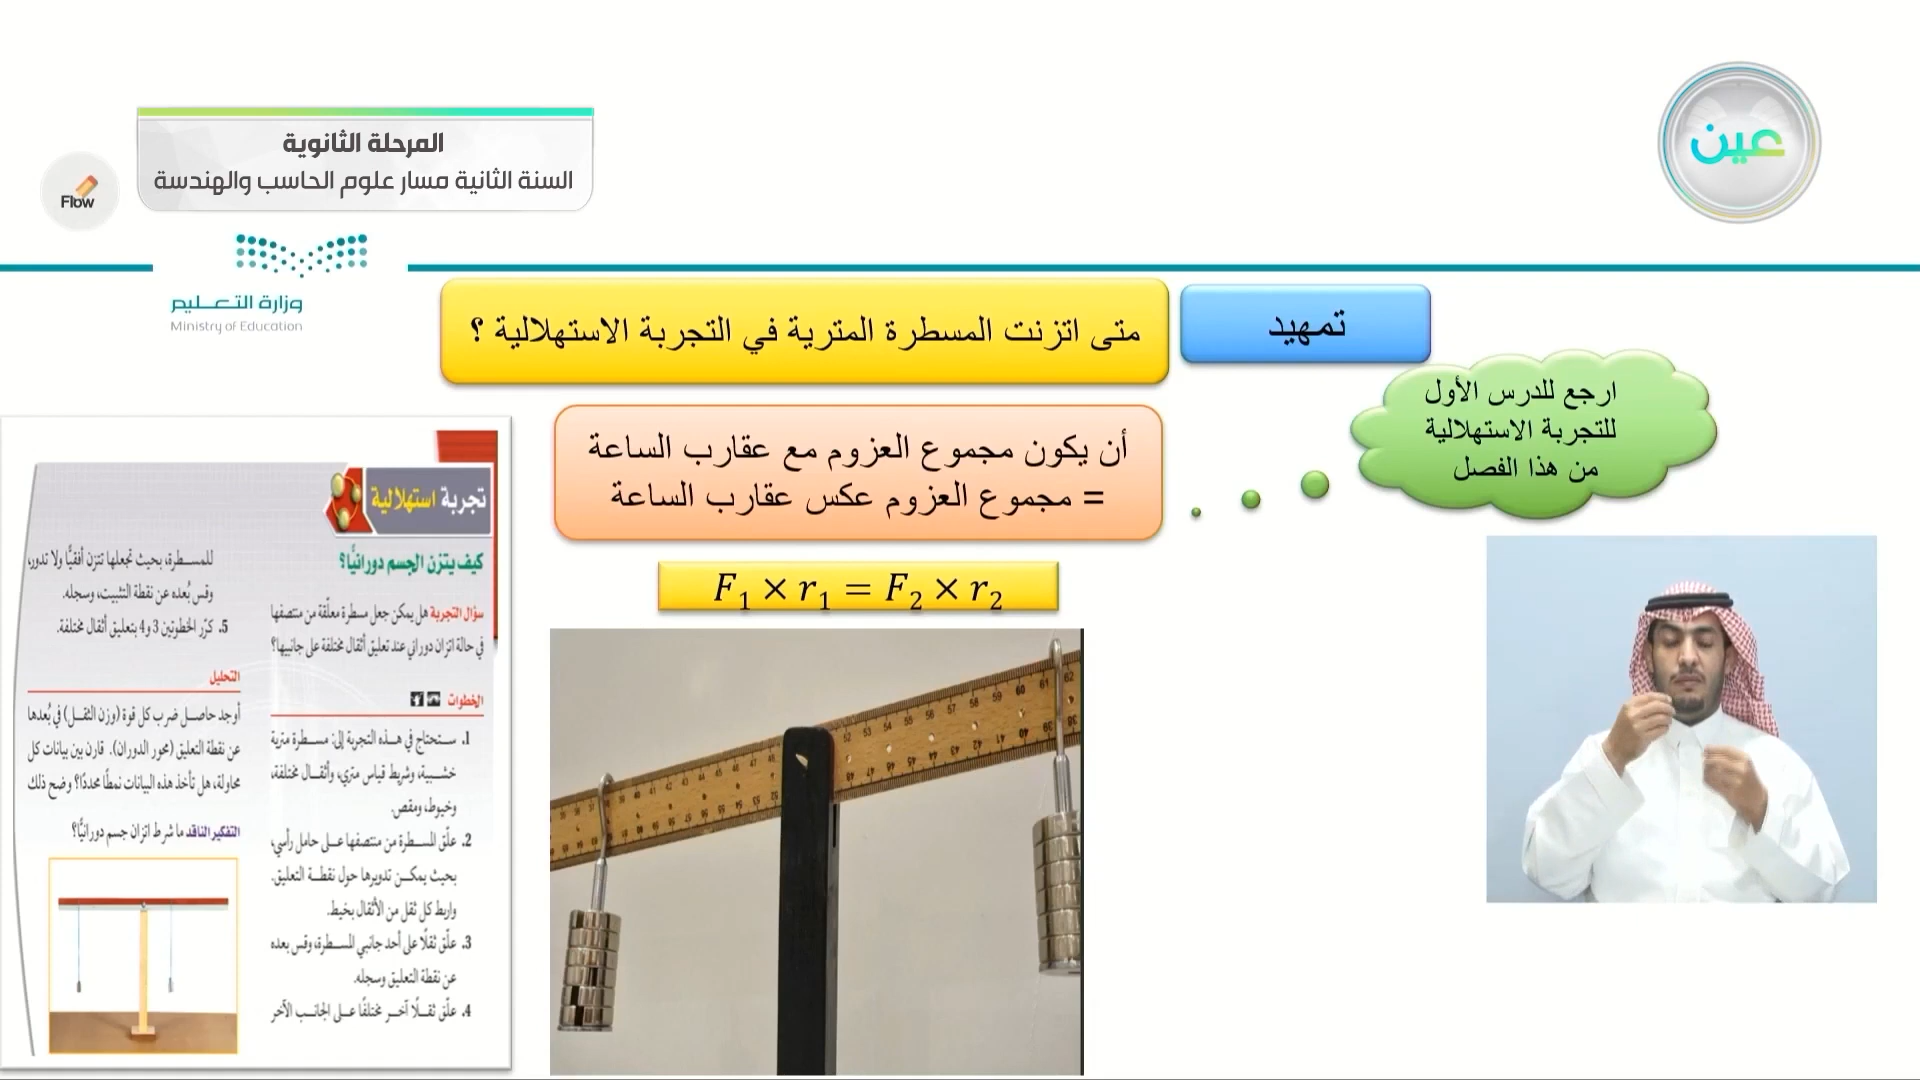 عين
المرحلة الثانوية
السنة الثانية مسار علوم الحاسب والهندسة
Flow
وزارة التعـــليم
Ministry of Education
تمهيد
متى اتزنت المسطرة المترية في التجربة الاستهلالية ؟
ارجع للدرس الأول
للتجربة الاستهلالية
من هذا الفصل
أن يكون مجموع العزوم مع عقارب الساعة
= مجموع العزوم عكس عقارب الساعة
F₁ × r₁ = F₂ × r₂
تجربة استهلالية
كيف يتزن الجسم دورانيًّا؟
سؤال التجربة هل يمكن جعل مسطرة معلّقة من منتصفها
في حالة اتزان دوراني عند تعليق أثقال مختلفة على جانبيها؟
الخطوات
1. ستحتاج في هذه التجربة إلى: مسطرة مترية
خشبية، وشريط قياس متري، وأثقال مختلفة،
وخيوط، ومقص.
2. علّق المسطرة من منتصفها على حامل رأسي،
بحيث يمكن تدويرها حول نقطة التعليق.
واربط كل ثقل من الأثقال بخيط.
3. علّق ثقلًا على أحد جانبي المسطرة، وقس بعده
عن نقطة التعليق وسجله.
4. علّق ثقلًا آخر مختلفًا على الجانب الآخر
للمسطرة، بحيث تجعلها تتزن أفقيًّا ولا تدور،
وقس بُعده عن نقطة التثبيت، وسجله.
5. كرّر الخطوتين 3 و4 بتعليق أثقال مختلفة.
التحليل
أوجد حاصل ضرب كل قوة (وزن الثقل) في بُعدها
عن نقطة التعليق (محور الدوران). قارن بين بيانات كل
محاولة، هل تأخذ هذه البيانات نمطًا محددًا؟ وضح ذلك
التفكير الناقد ما شرط اتزان جسم دورانيًّا؟